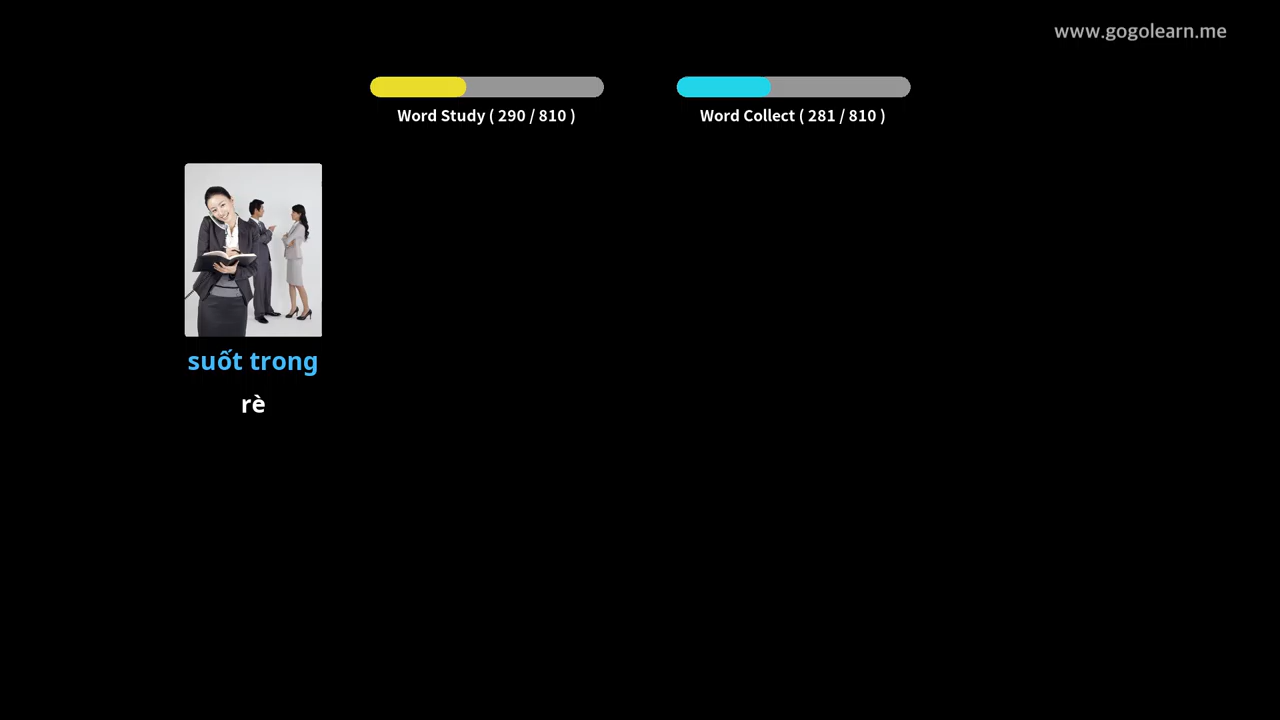 www.gogolearn.me
Word Study ( 290 / 810 )
Word Collect ( 281 / 810 )
suốt trong
rè